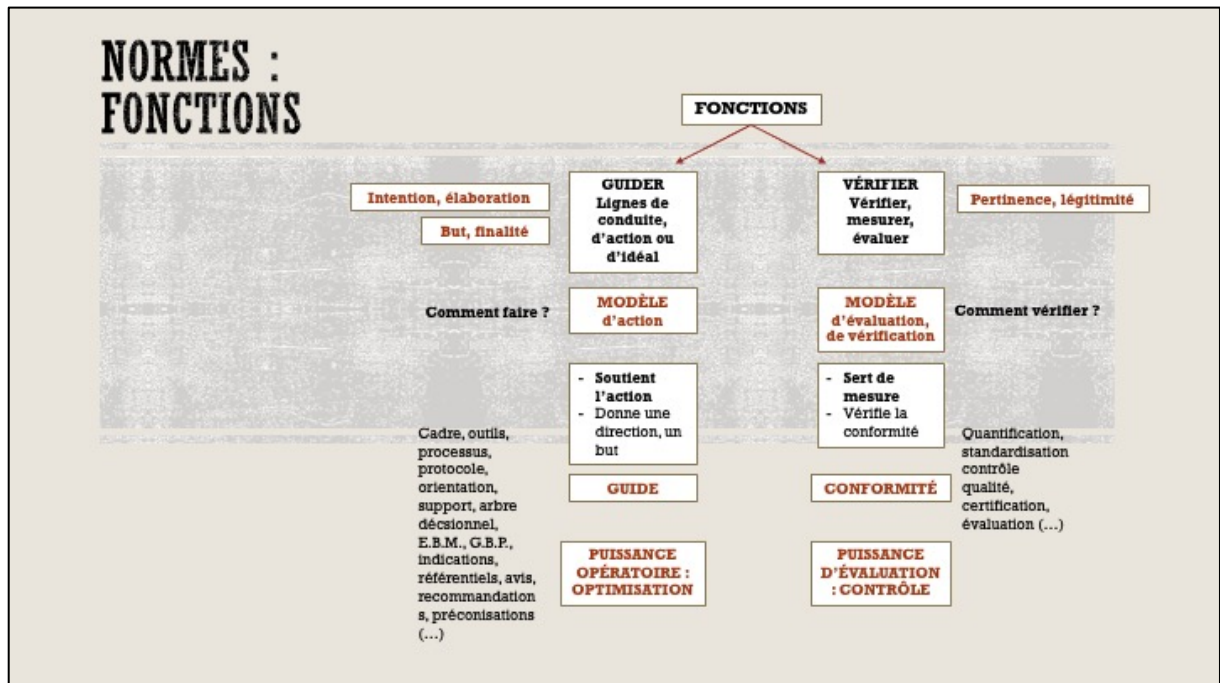 NORMES :
FONCTIONS
FONCTIONS
Intention, élaboration
But, finalité
GUIDER
Lignes de
conduite,
d'action ou
d'idéal
VÉRIFIER
Vérifier,
mesurer,
évaluer
Pertinence, légitimité
Comment faire ?
MODÈLE
d'action
MODÈLE
d'évaluation,
de vérification
Comment vérifier ?
- Soutient
l'action
- Donne une
direction, un
but
- Sert de
mesure
- Vérifie la
conformité
Cadre, outils,
processus,
protocole,
orientation,
support, arbre
décsionnel,
E.B.M., G.B.P.,
indications,
référentiels, avis,
recommandation
s, préconisations
(...)
Quantification,
standardisation
contrôle
qualité,
certification,
évaluation (...)
GUIDE
CONFORMITÉ
PUISSANCE
OPÉRATOIRE :
OPTIMISATION
PUISSANCE
D'ÉVALUATION
: CONTRÔLE